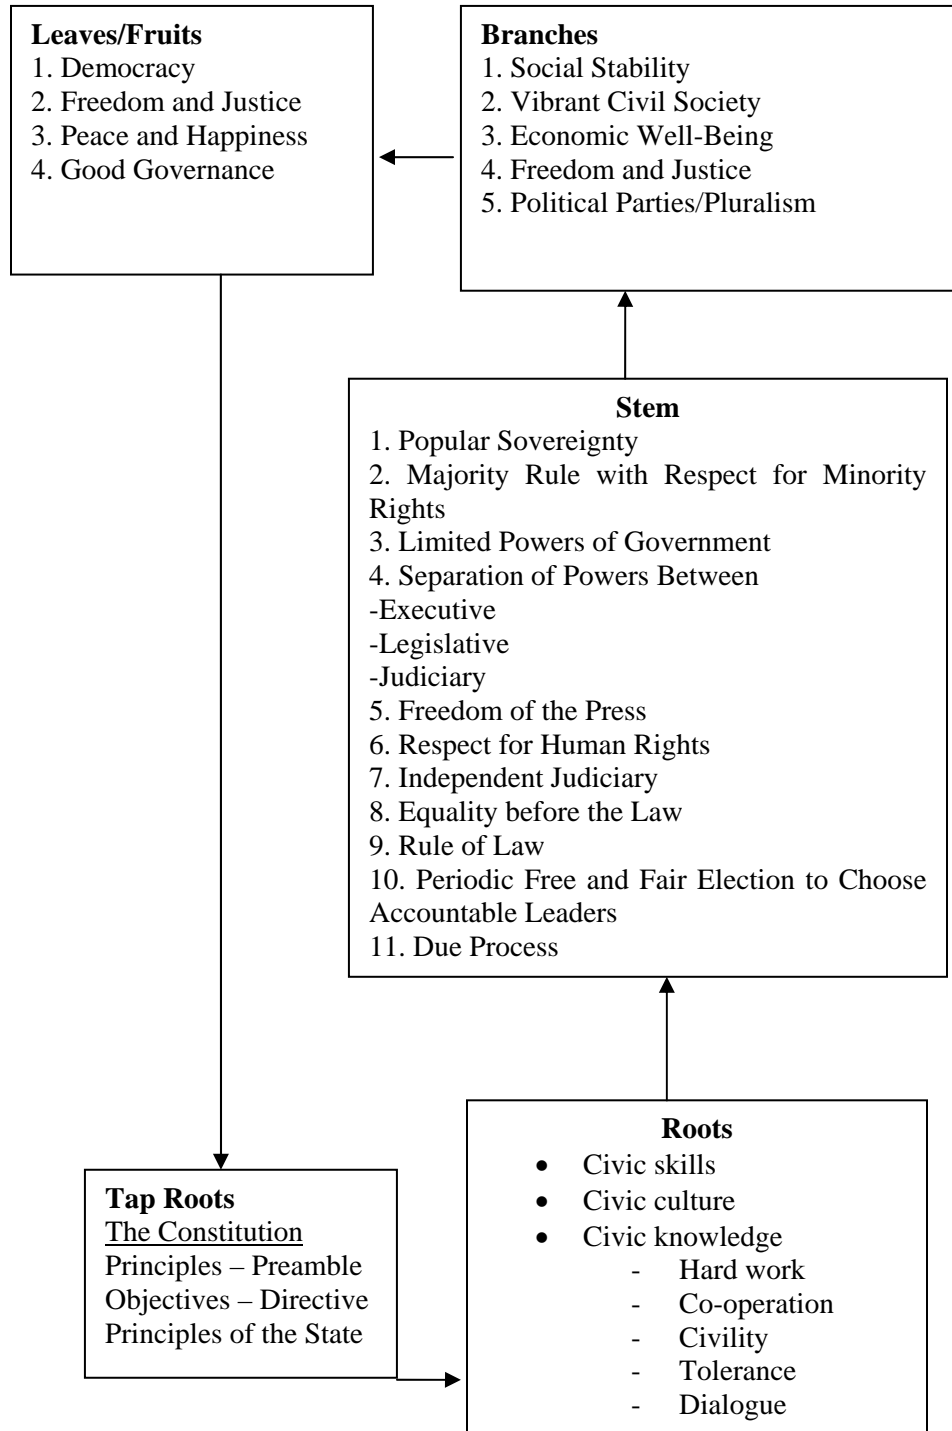 Leaves/Fruits
1. Democracy
2. Freedom and Justice
3. Peace and Happiness
4. Good Governance
Branches
1. Social Stability
2. Vibrant Civil Society
3. Economic Well-Being
4. Freedom and Justice
5. Political Parties/Pluralism
Stem
1. Popular Sovereignty
2. Majority Rule with Respect for Minority
Rights
3. Limited Powers of Government
4. Separation of Powers Between
-Executive
-Legislative
-Judiciary
5. Freedom of the Press
6. Respect for Human Rights
7. Independent Judiciary
8. Equality before the Law
9. Rule of Law
10. Periodic Free and Fair Election to Choose
Accountable Leaders
11. Due Process
Tap Roots
The Constitution
Principles – Preamble
Objectives – Directive
Principles of the State
Roots
• Civic skills
• Civic culture
• Civic knowledge
- Hard work
- Co-operation
- Civility
- Tolerance
- Dialogue